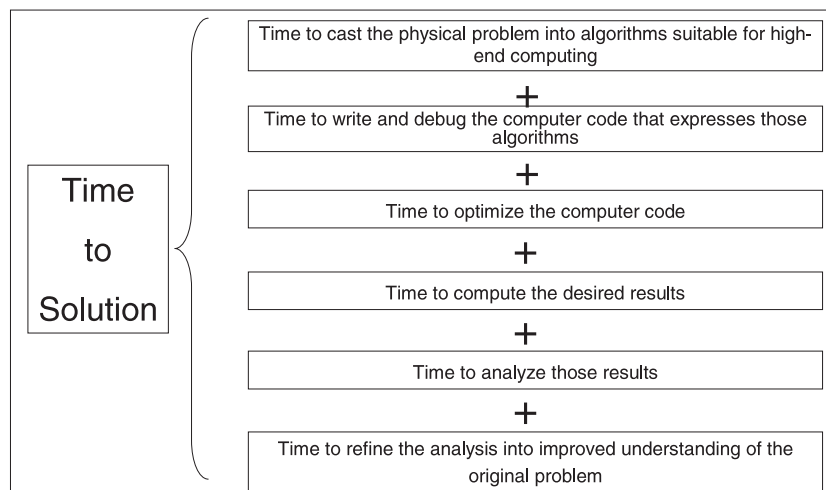 Time
to
Solution
Time to cast the physical problem into algorithms suitable for high-
end computing
+
Time to write and debug the computer code that expresses those
algorithms
+
Time to optimize the computer code
+
Time to compute the desired results
+
Time to analyze those results
+
Time to refine the analysis into improved understanding of the
original problem